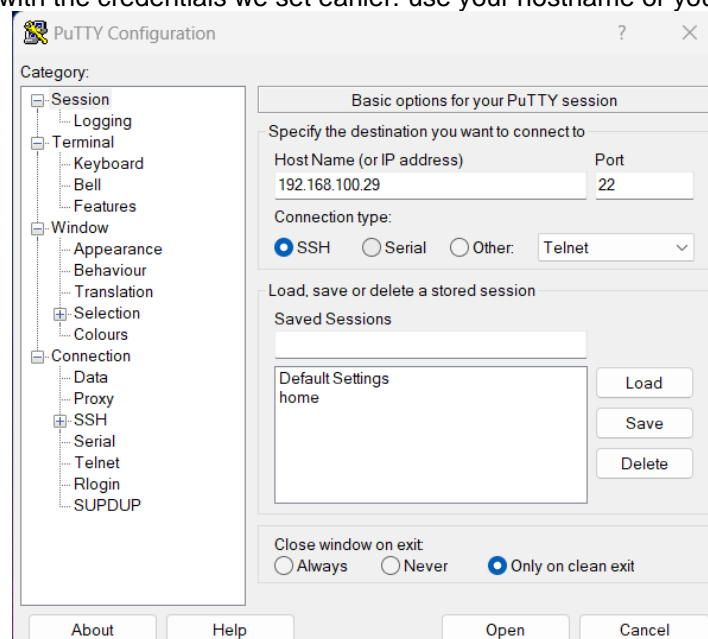 with the credentials we set earlier. use your hostname or yo
PuTTY Configuration ?
Category:
Session
Logging
Terminal
Keyboard
Bell
Features
Window
Appearance
Behaviour
Translation
Selection
Colours
Connection
Data
Proxy
SSH
Serial
Telnet
Rlogin
SUPDUP
Basic options for your PuTTY session
Specify the destination you want to connect to
Host Name (or IP address) Port
192.168.100.29 22
Connection type:
SSH Serial Other: Telnet
Load, save or delete a stored session
Saved Sessions
Default Settings
home
Load
Save
Delete
Close window on exit:
Always Never Only on clean exit
About Help Open Cancel